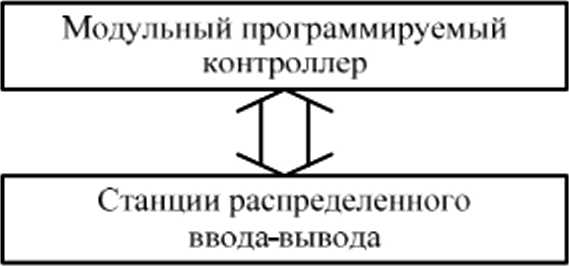 Модульный программируемый
контроллер
Станции распределенного
ввода-вывода